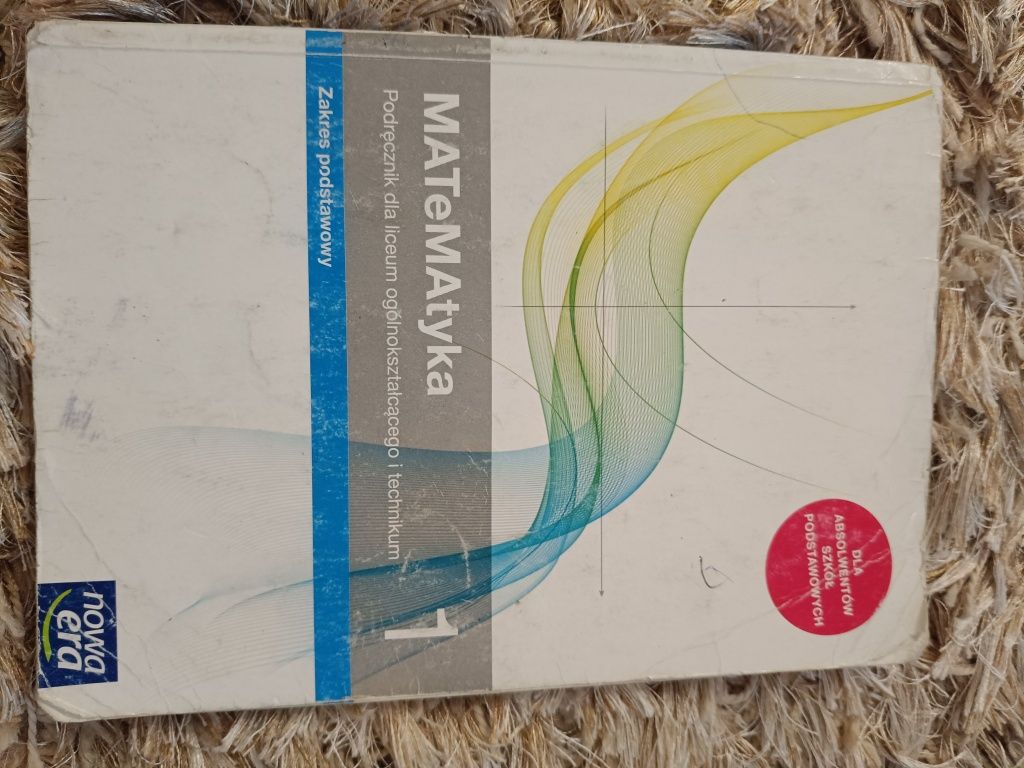 DLA
ABSOLWENTÓW
SZKÓŁ
PODSTAWOWYCH
MATeMAtyka 1
Podręcznik dla liceum ogólnokształcącego i technikum
Zakres podstawowy
nowa
era